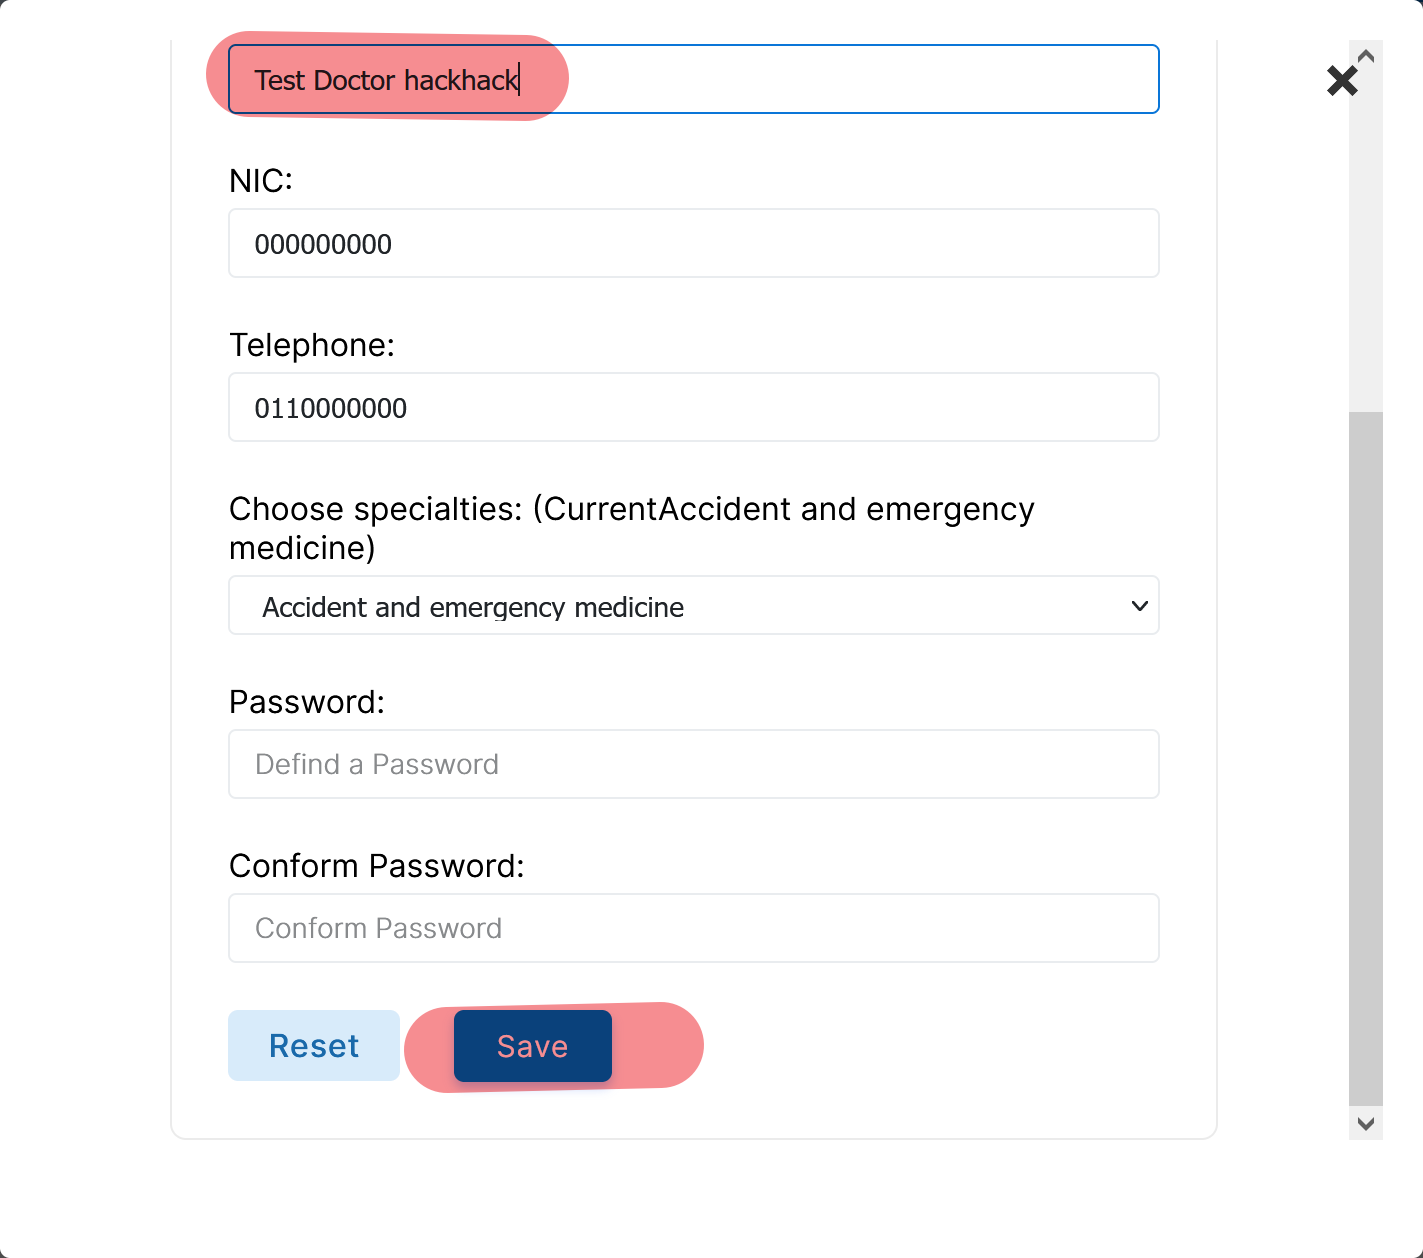 Test Doctor hackhack
NIC:
000000000
Telephone:
0110000000
Choose specialties: (CurrentAccident and emergency
medicine)
Accident and emergency medicine
Password:
Defind a Password
Conform Password:
Conform Password
Reset
Save